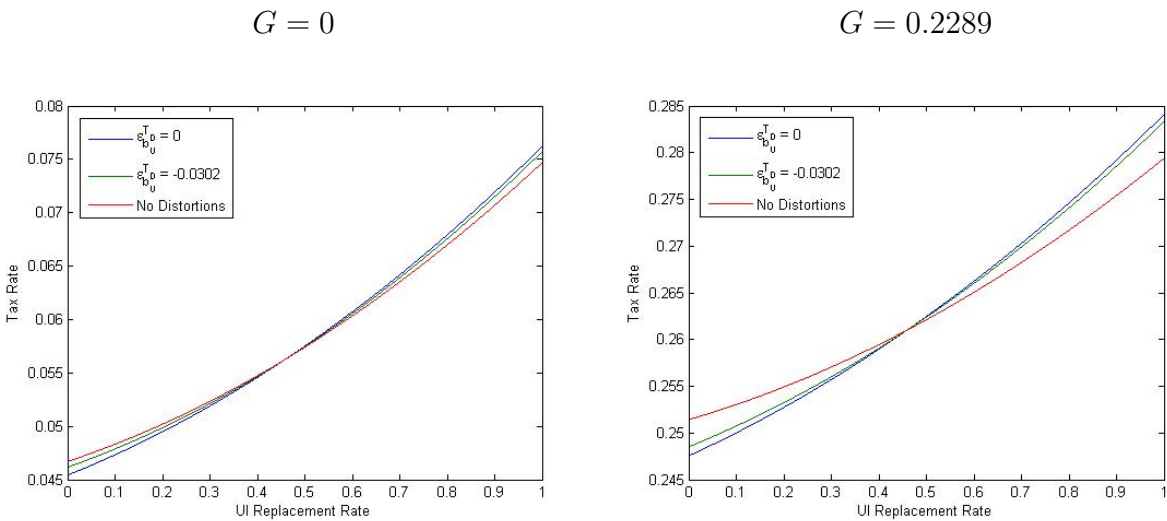 G = 0
G = 0.2289
0.08
0.075
0.07
0.065
0.06
0.055
0.05
0.045
Tax Rate
ε^{T_D}_{b_U} = 0
ε^{T_D}_{b_U} = -0.0302
No Distortions
0 0.1 0.2 0.3 0.4 0.5 0.6 0.7 0.8 0.9 1
UI Replacement Rate
0.285
0.28
0.275
0.27
0.265
0.26
0.255
0.25
0.245
Tax Rate
ε^{T_D}_{b_U} = 0
ε^{T_D}_{b_U} = -0.0302
No Distortions
0 0.1 0.2 0.3 0.4 0.5 0.6 0.7 0.8 0.9 1
UI Replacement Rate